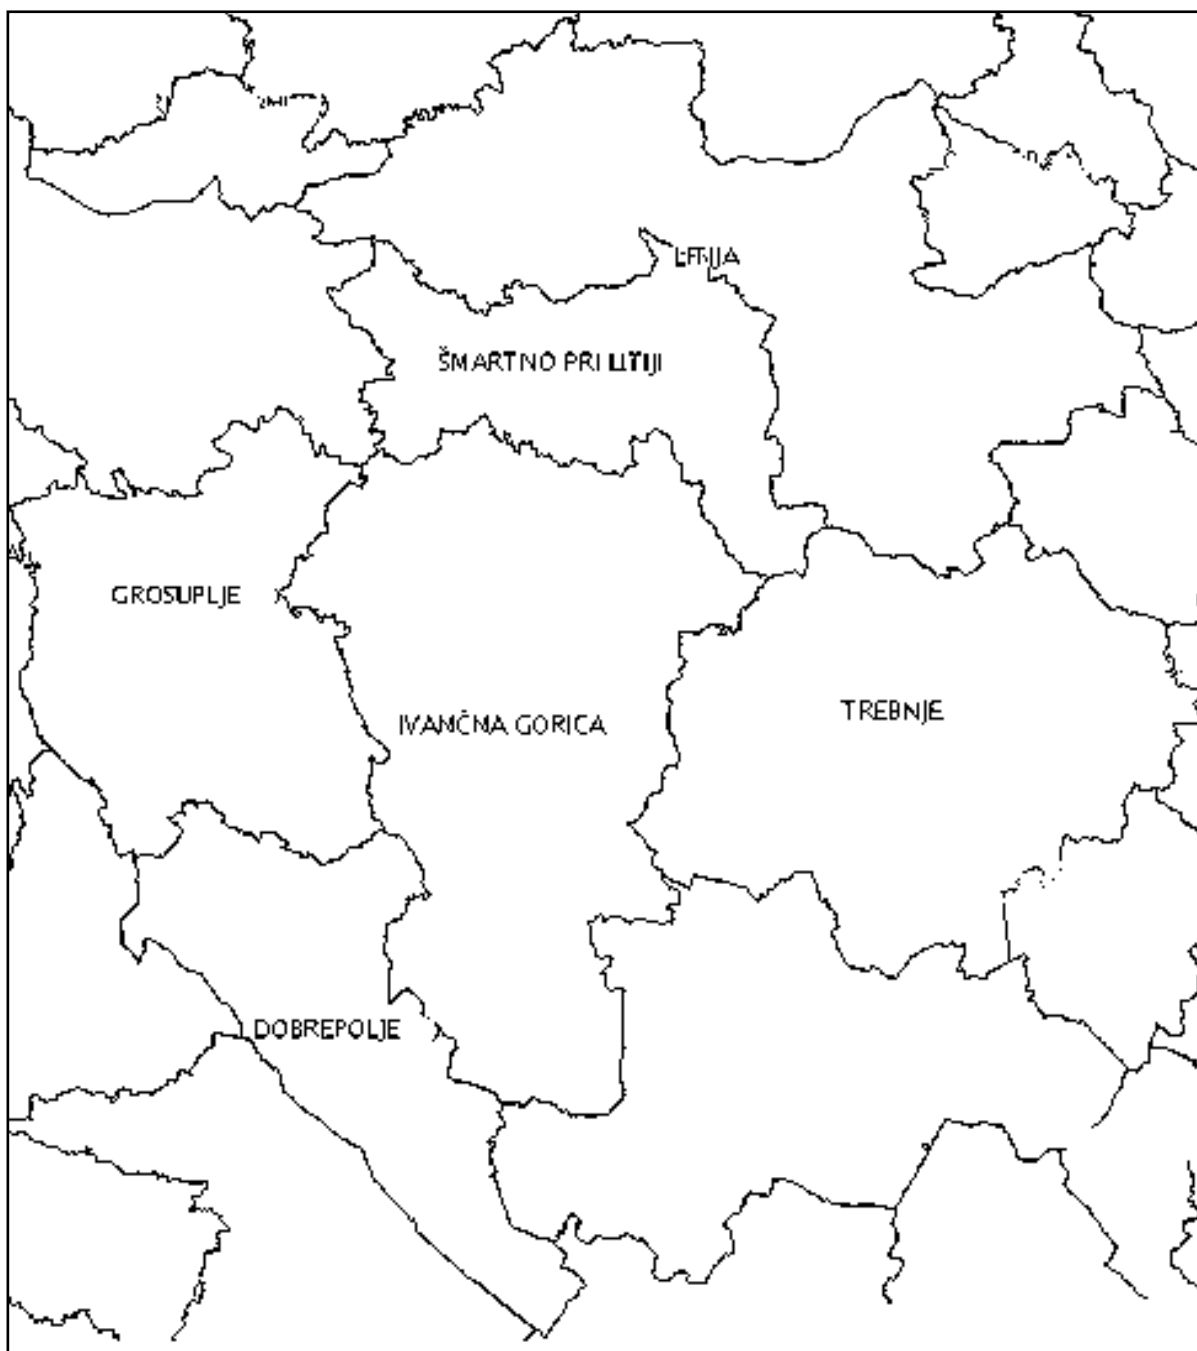 LITIJA
ŠMARTNO PRI LITIJI
GROSUPLJE
TREBNJE
IVANČNA GORICA
DOBREPOLJE